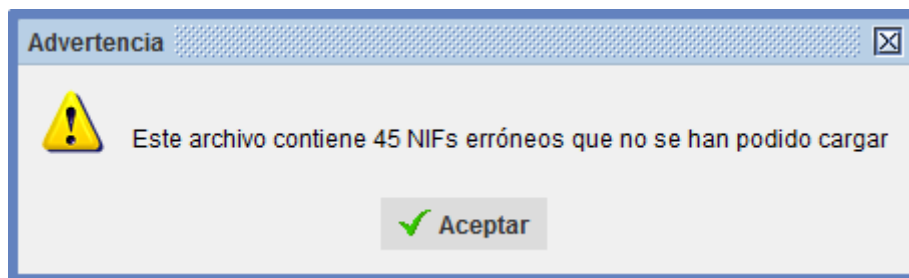 Advertencia
Este archivo contiene 45 NIFs erróneos que no se han podido cargar
Aceptar